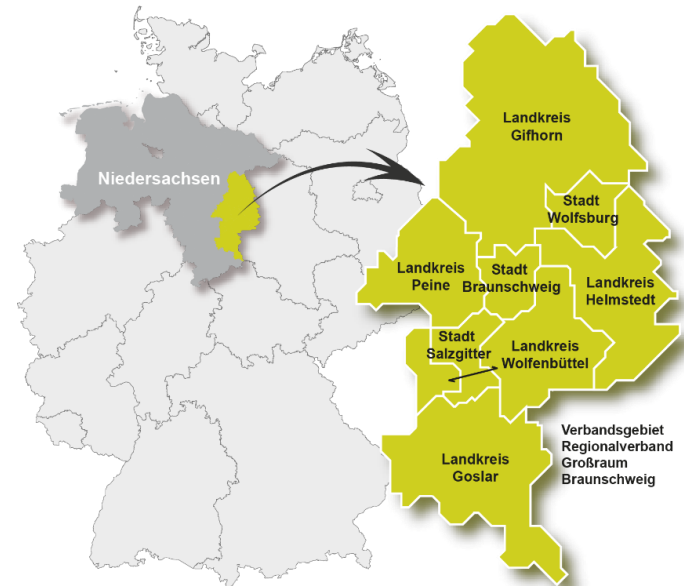 Niedersachsen
Landkreis
Gifhorn
Stadt
Wolfsburg
Landkreis
Peine
Stadt
Braunschweig
Landkreis
Helmstedt
Stadt
Salzgitter
Landkreis
Wolfenbüttel
Landkreis
Goslar
Verbandsgebiet
Regionalverband
Großraum
Braunschweig